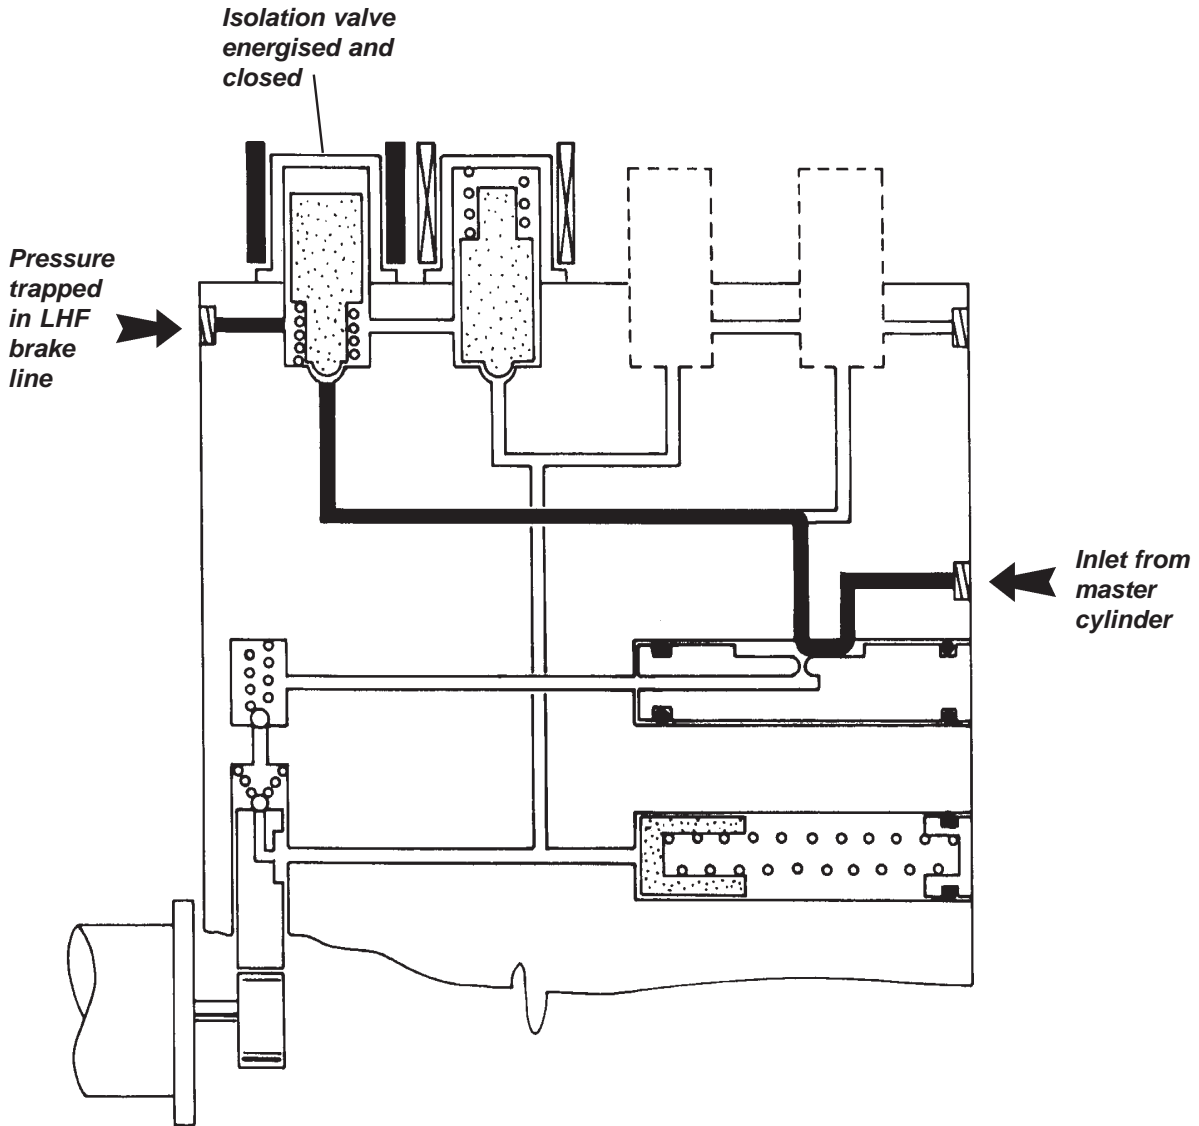 Isolation valve
energised and
closed
Pressure
trapped
in LHF
brake
line
Inlet from
master
cylinder